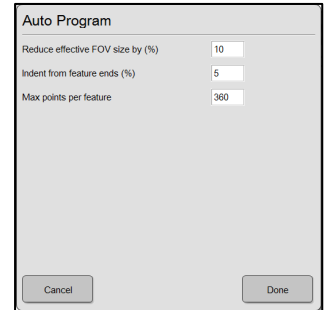 Auto Program
Reduce effective FOV size by (%) 10
Indent from feature ends (%) 5
Max points per feature 360
Cancel Done